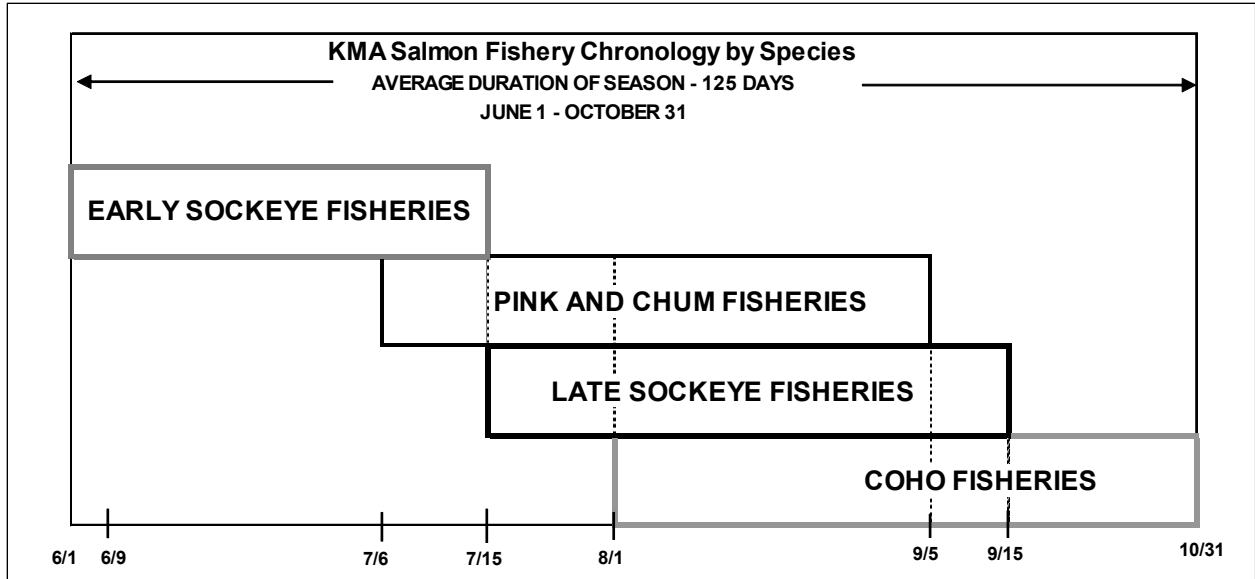 KMA Salmon Fishery Chronology by Species
AVERAGE DURATION OF SEASON - 125 DAYS
JUNE 1 - OCTOBER 31
EARLY SOCKEYE FISHERIES
PINK AND CHUM FISHERIES
LATE SOCKEYE FISHERIES
COHO FISHERIES
6/1 6/9 7/6 7/15 8/1 9/5 9/15 10/31